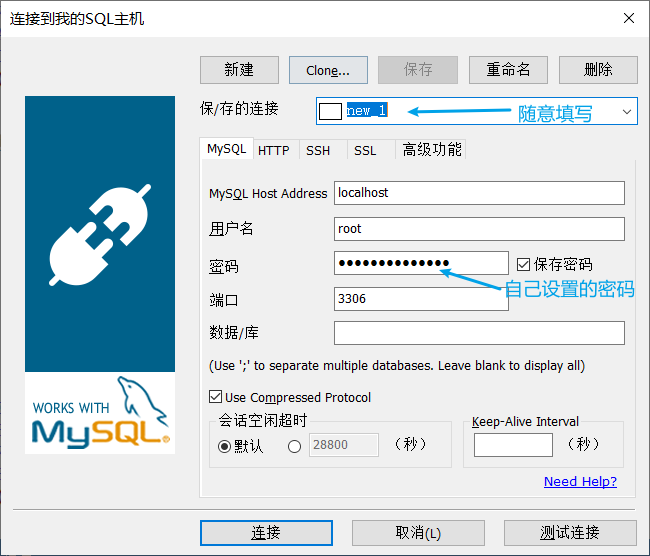 连接到我的SQL主机
新建 Clone... 保存 重命名 删除
保/存的连接 new_1 随意填写
MySQL HTTP SSH SSL 高级功能
MySQL Host Address localhost
用户名 root
密码 ●●●●●●●●●●●●●● 保存密码
自己设置的密码
端口 3306
数据/库
(Use ';' to separate multiple databases. Leave blank to display all)
Use Compressed Protocol
会话空闲超时 Keep-Alive Interval
默认 28800 （秒） （秒）
WORKS WITH
MySQL®
Need Help?
连接 取消(L) 测试连接